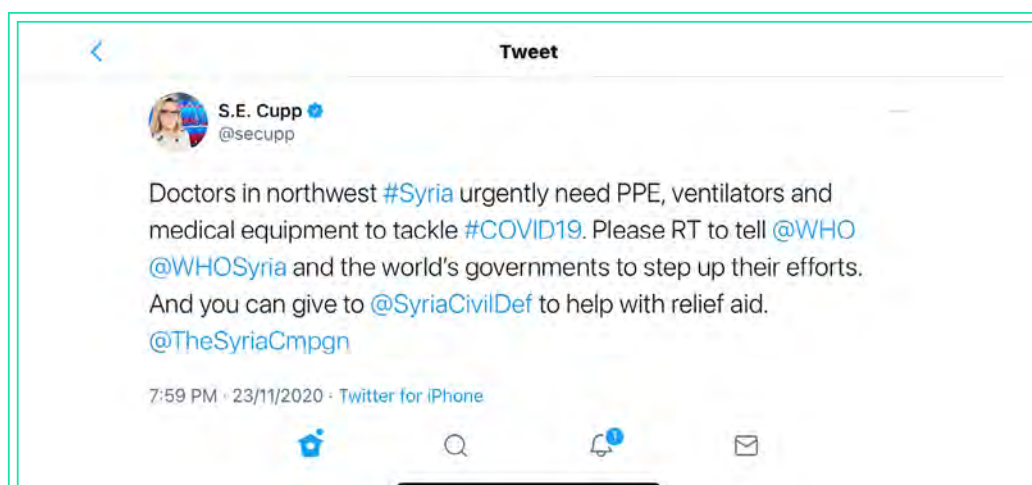 Tweet
S.E. Cupp
@secupp
Doctors in northwest #Syria urgently need PPE, ventilators and
medical equipment to tackle #COVID19. Please RT to tell @WHO
@WHOSyria and the world's governments to step up their efforts.
And you can give to @SyriaCivilDef to help with relief aid.
@TheSyriaCmpgn
7:59 PM · 23/11/2020 · Twitter for iPhone
1